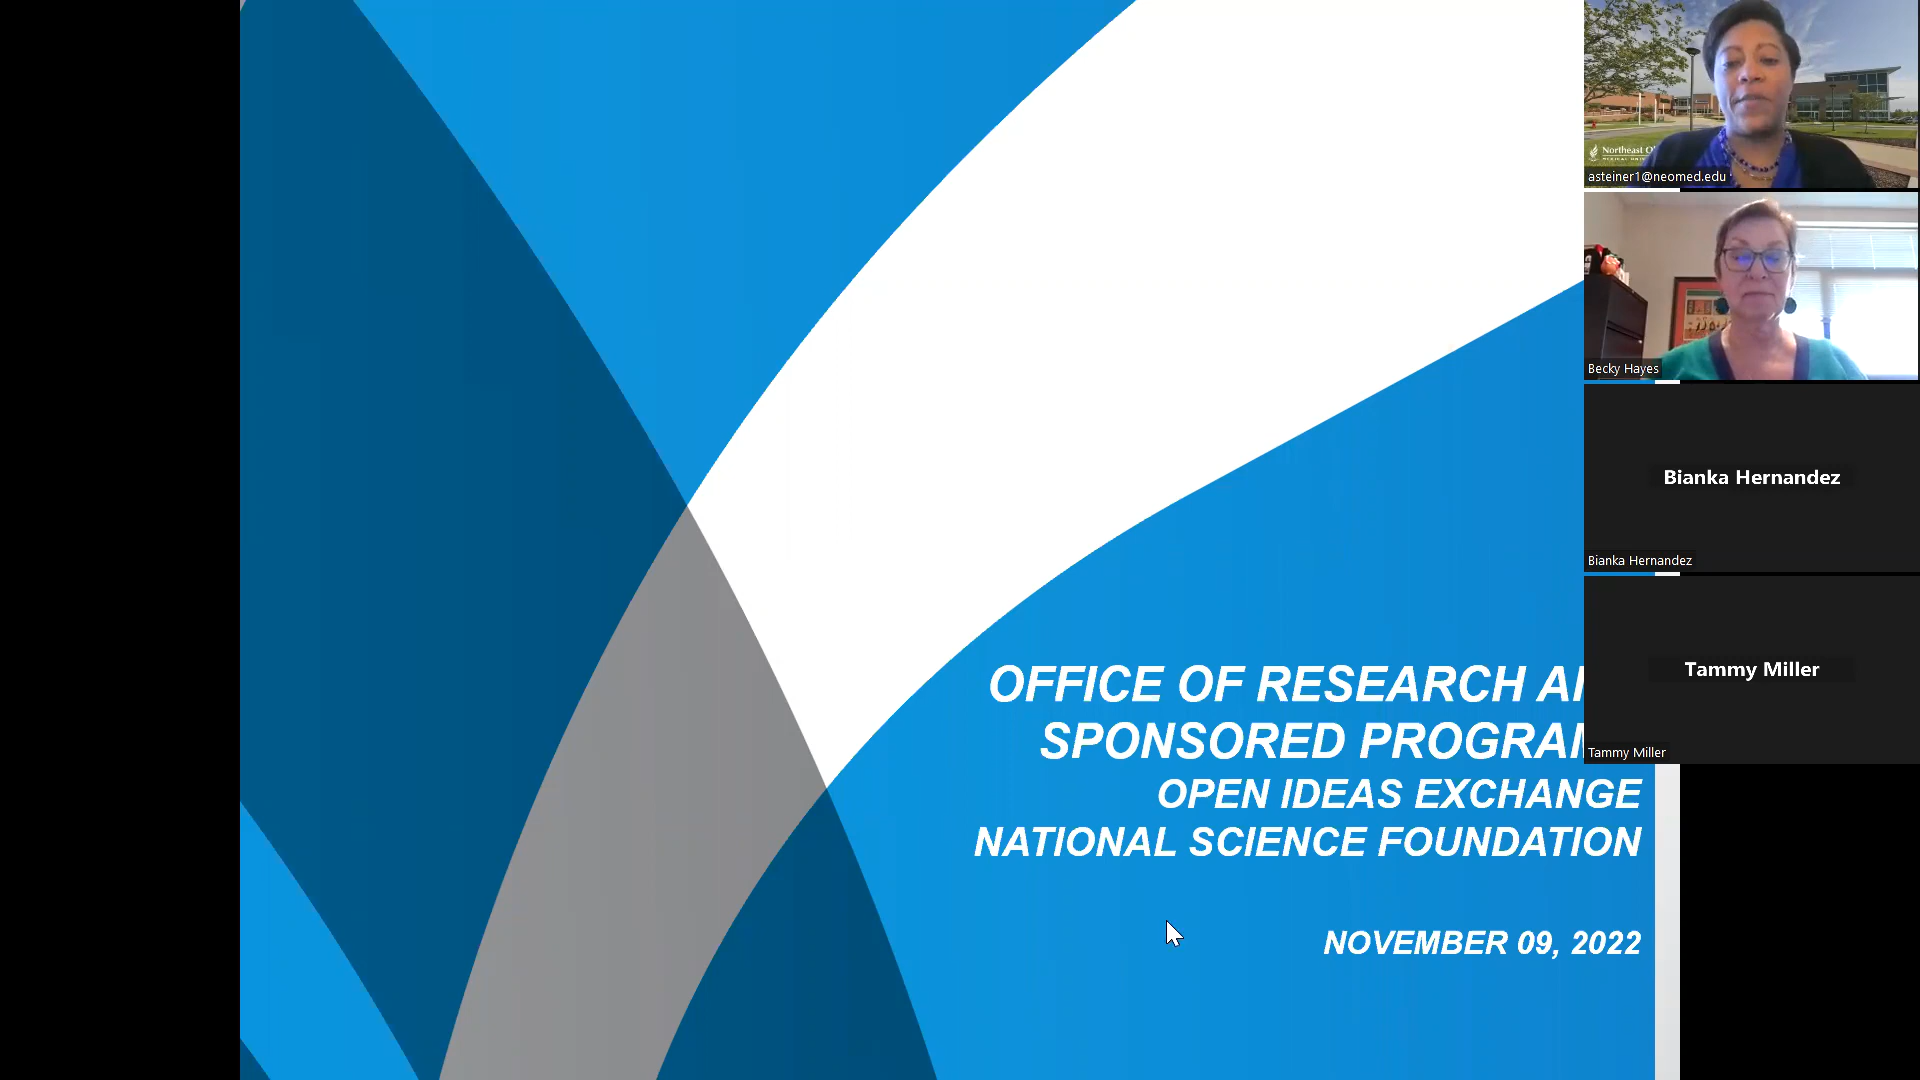 OFFICE OF RESEARCH
SPONSORED
OPEN IDEAS EXCHANGE
NATIONAL SCIENCE FOUNDATION
NOVEMBER 09, 2022
Northeast
asteiner1@neomed.edu
Becky Hayes
Bianka Hernandez
Bianka Hernandez
Tammy Miller
Tammy Miller